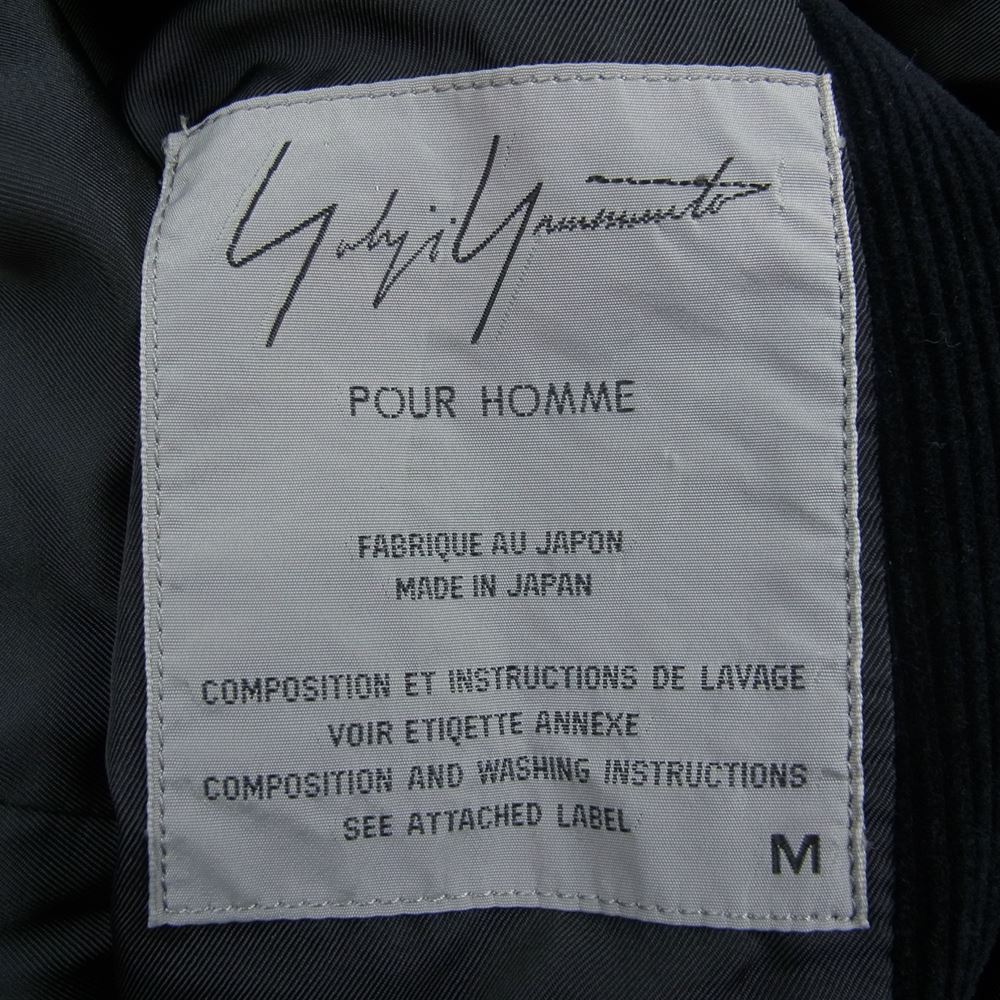 Yohji Yamamoto
POUR HOMME
FABRIQUE AU JAPON
MADE IN JAPAN
COMPOSITION ET INSTRUCTIONS DE LAVAGE
VOIR ETIQETTE ANNEXE
COMPOSITION AND WASHING INSTRUCTIONS
SEE ATTACHED LABEL
M